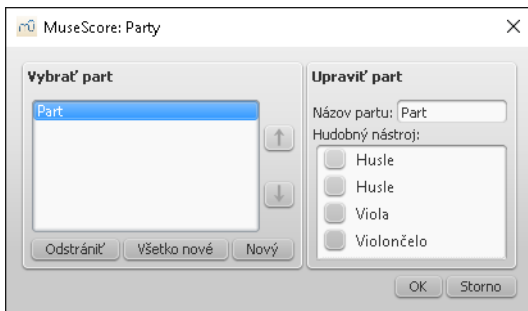 MuseScore: Party
Vybrať part
Part
Odstrániť Všetko nové Nový
Upraviť part
Názov partu: Part
Hudobný nástroj:
Husle
Husle
Viola
Violončelo
OK Storno